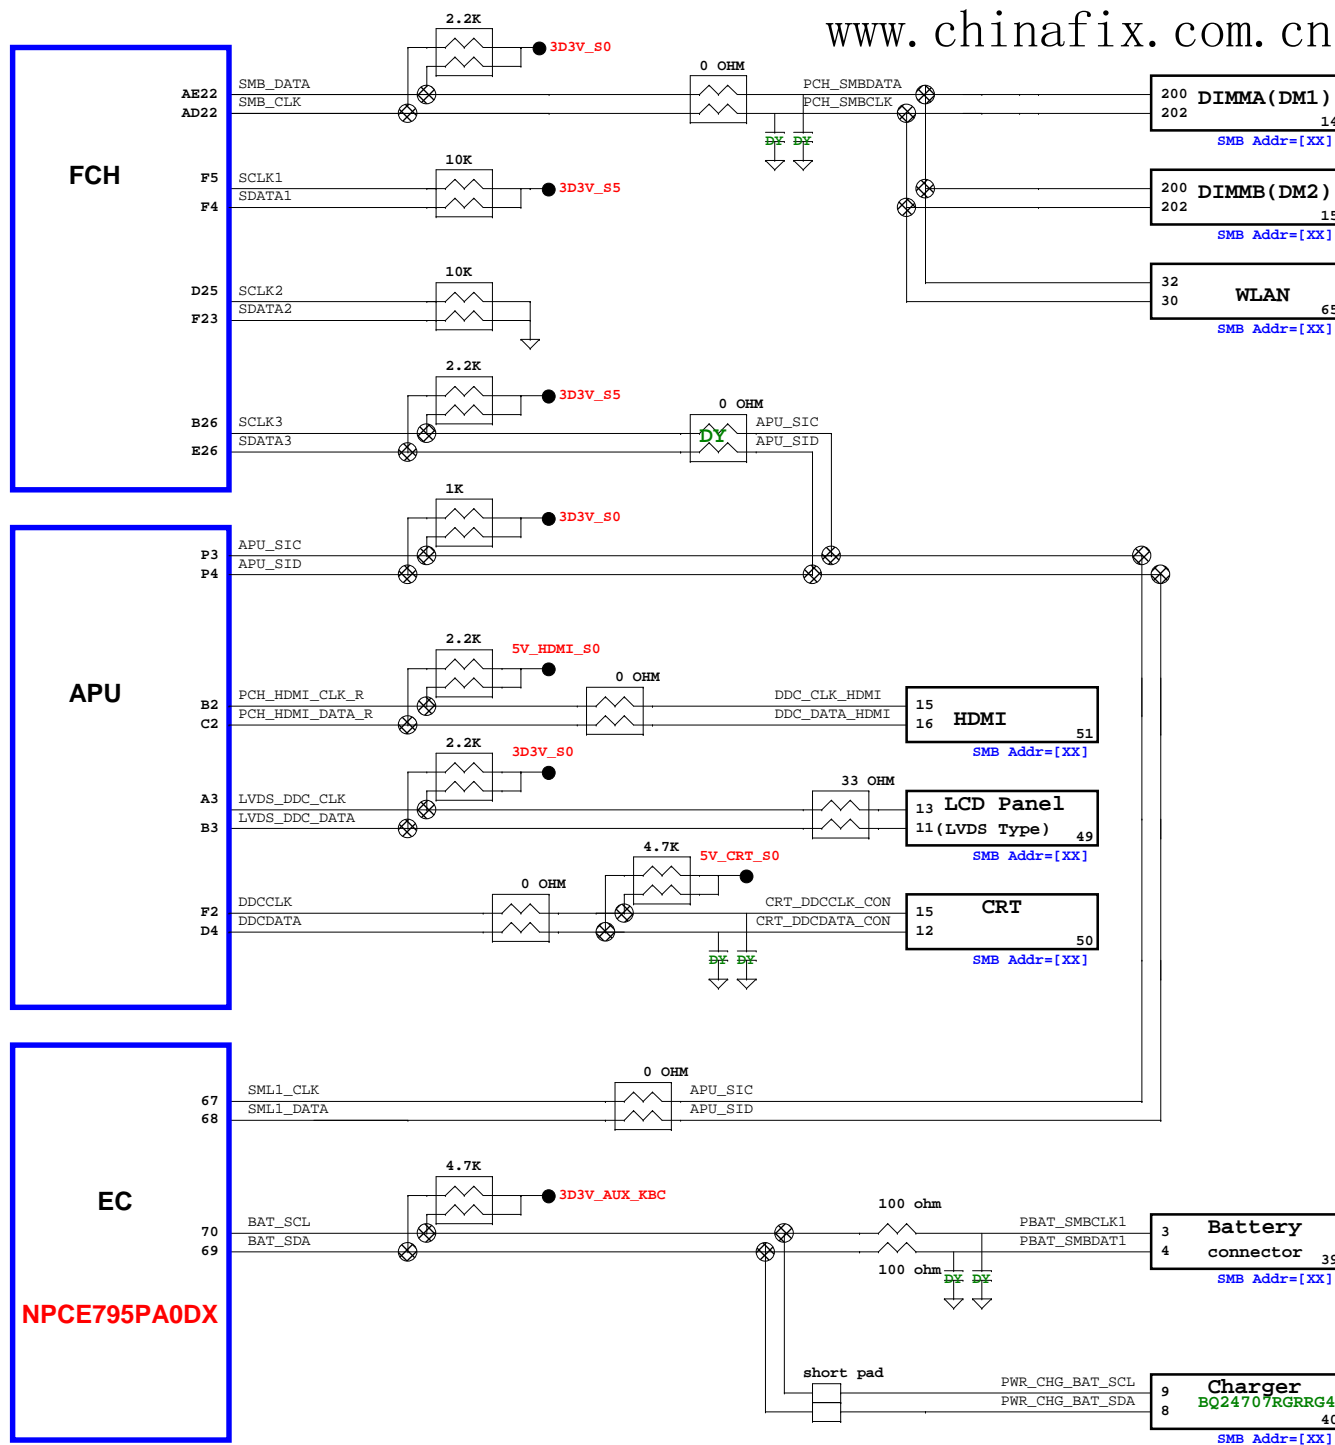 www.chinafix.com.cn
2.2K
3D3V_S0
0 OHM
SMB_DATA
SMB_CLK
AE22
AD22
PCH_SMBDATA
PCH_SMBCLK
DY DY
200 DIMMA(DM1)
202
14
SMB Addr=[XX]
FCH
10K
F5 SCLK1
F4 SDATA1
3D3V_S5
200 DIMMB(DM2)
202
15
SMB Addr=[XX]
10K
D25 SCLK2
F23 SDATA2
32
30
WLAN
65
SMB Addr=[XX]
2.2K
3D3V_S5
B26 SCLK3
E26 SDATA3
0 OHM
DY
APU_SIC
APU_SID
1K
3D3V_S0
P3 APU_SIC
P4 APU_SID
APU
2.2K
5V_HDMI_S0
0 OHM
B2 PCH_HDMI_CLK_R
C2 PCH_HDMI_DATA_R
DDC_CLK_HDMI
DDC_DATA_HDMI
15
16
HDMI
51
SMB Addr=[XX]
2.2K
3D3V_S0
33 OHM
A3 LVDS_DDC_CLK
B3 LVDS_DDC_DATA
13 LCD Panel
11 (LVDS Type)
49
SMB Addr=[XX]
4.7K
5V_CRT_S0
0 OHM
F2 DDCCLK
D4 DDCDATA
CRT_DDCCLK_CON
CRT_DDCDATA_CON
DY DY
15
12
CRT
50
SMB Addr=[XX]
0 OHM
67 SML1_CLK
68 SML1_DATA
APU_SIC
APU_SID
EC
NPCE795PA0DX
4.7K
3D3V_AUX_KBC
70 BAT_SCL
69 BAT_SDA
100 ohm
100 ohm
DY DY
PBAT_SMBCLK1
PBAT_SMBDAT1
3 Battery
4 connector
39
SMB Addr=[XX]
short pad
PWR_CHG_BAT_SCL
PWR_CHG_BAT_SDA
9 Charger
8 BQ24707RGRRG4
40
SMB Addr=[XX]